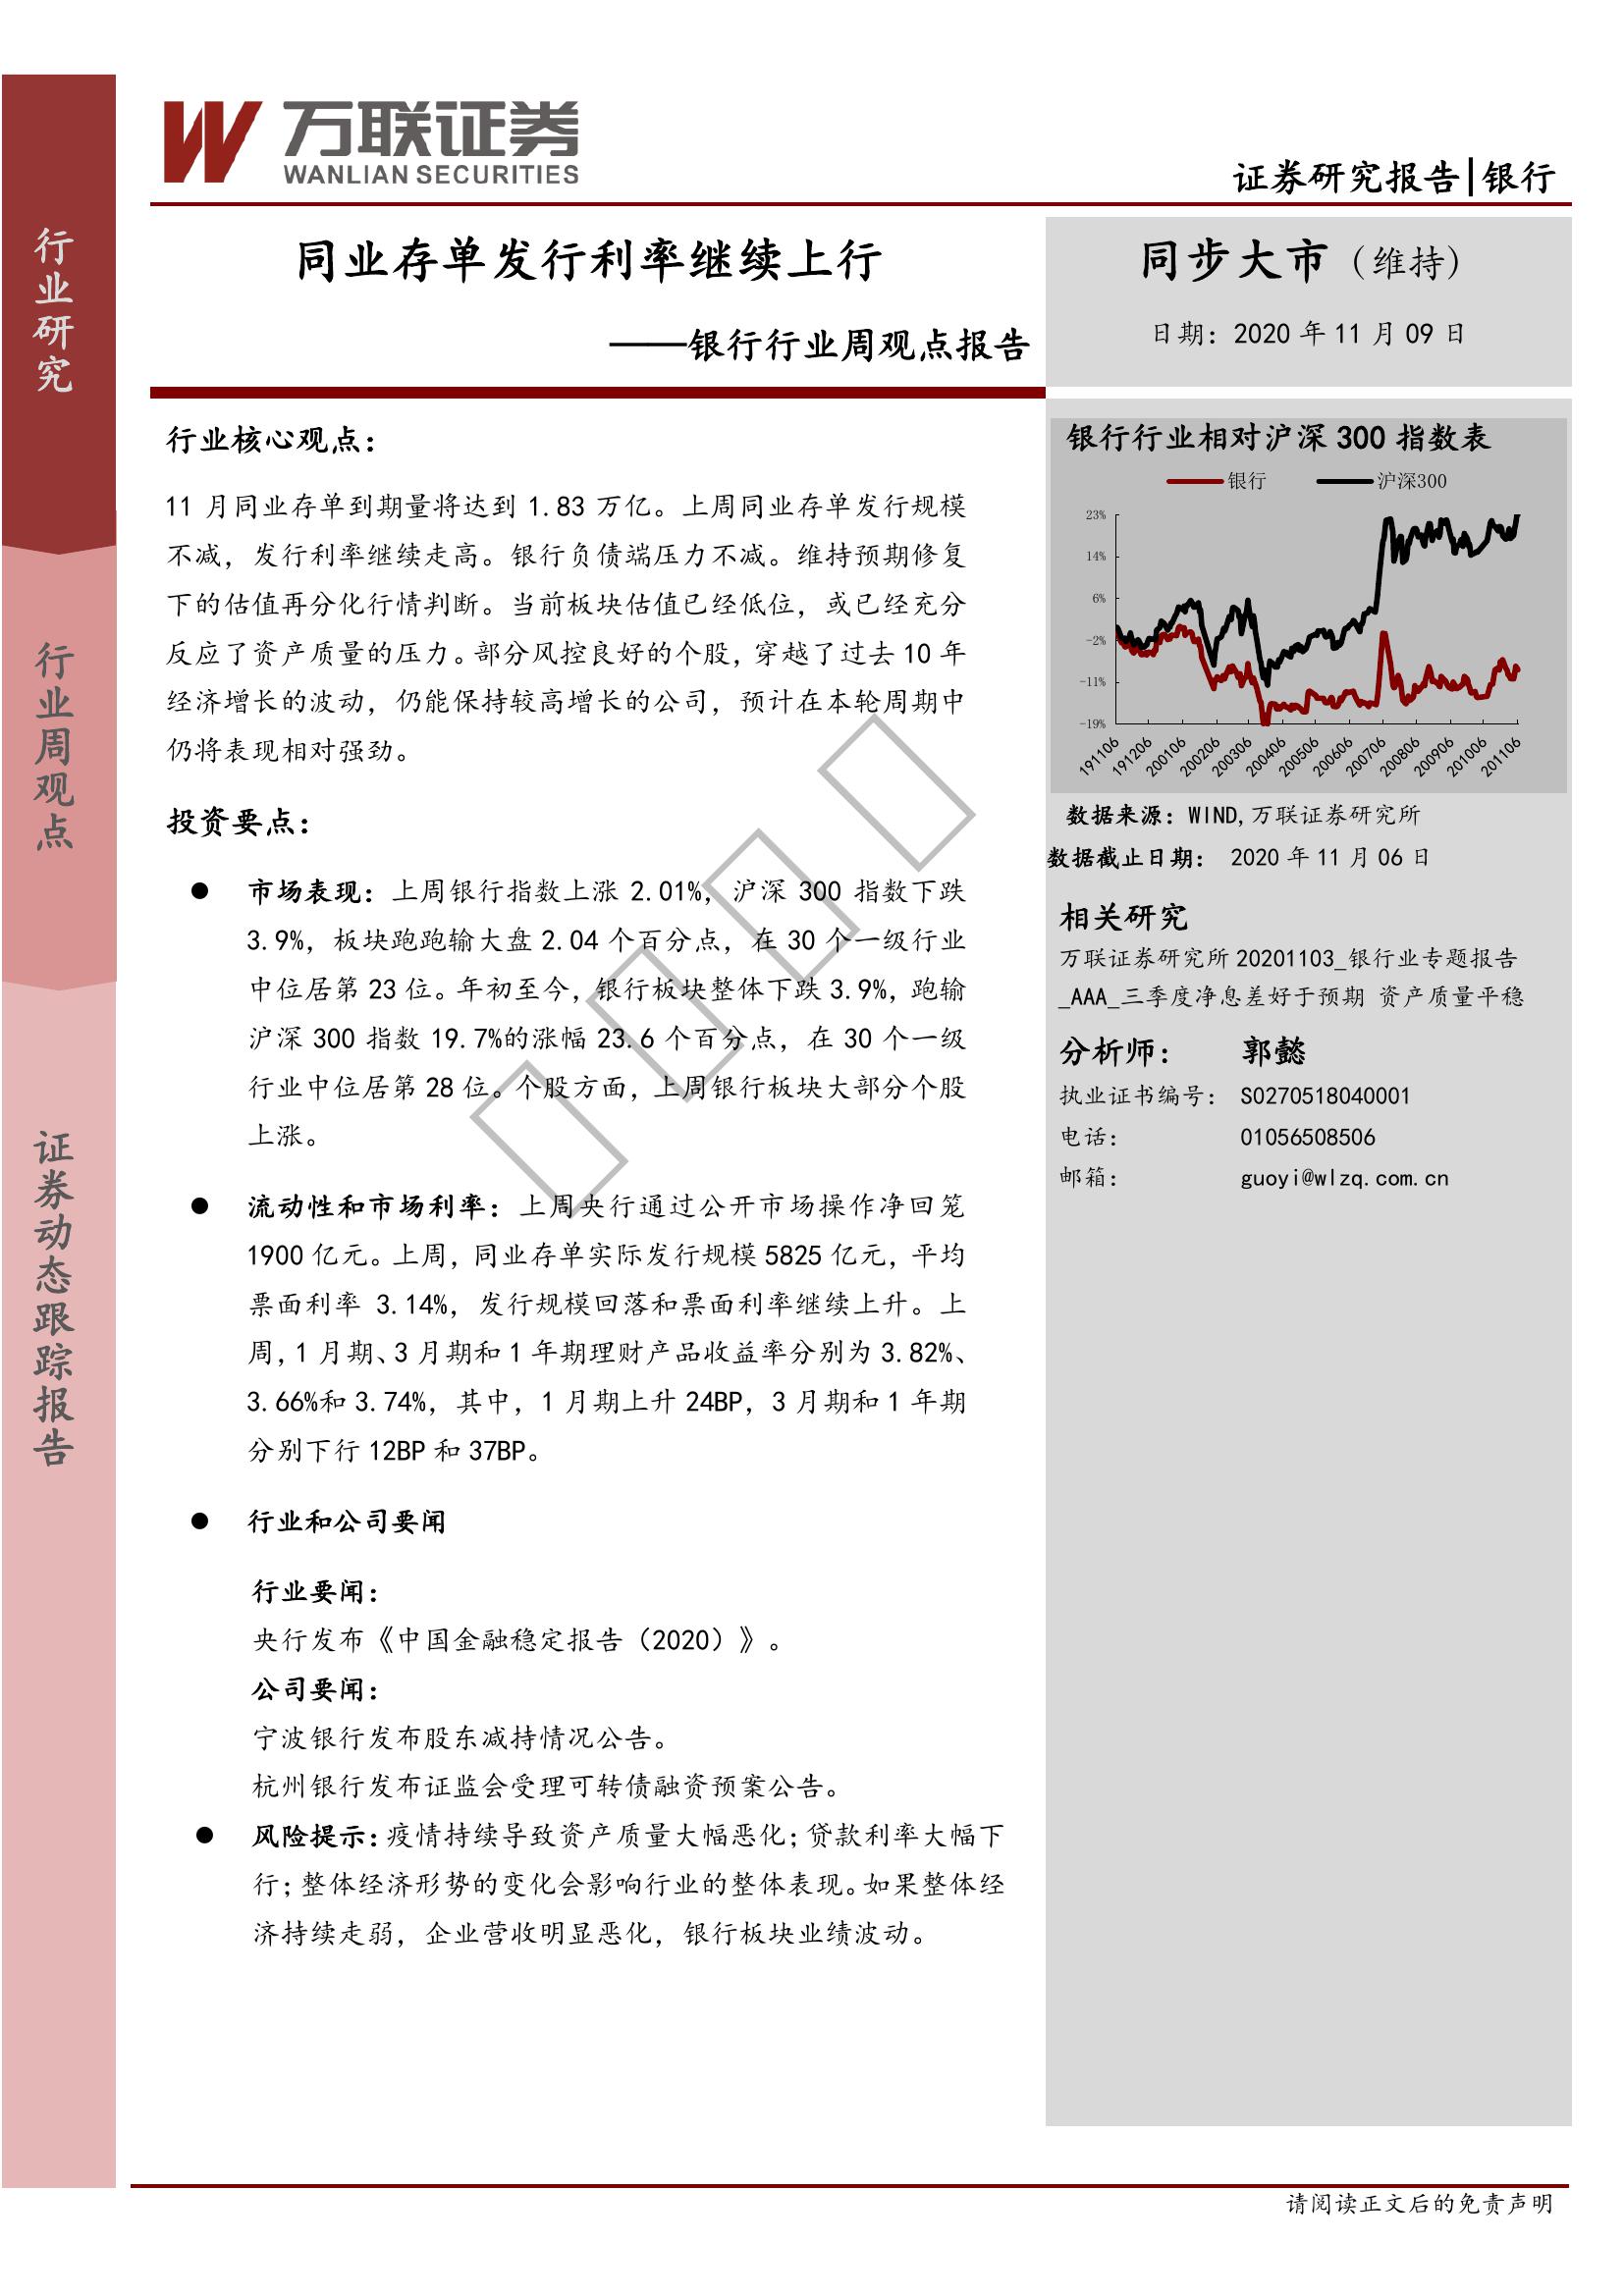 万联证券
WANLIAN SECURITIES
证券研究报告|银行
行业研究
行业周观点
证券动态跟踪报告
同业存单发行利率继续上行
——银行行业周观点报告
同步大市（维持）
日期：2020 年 11 月 09 日
行业核心观点：
11 月同业存单到期量将达到 1.83 万亿。上周同业存单发行规模
不减，发行利率继续走高。银行负债端压力不减。维持预期修复
下的估值再分化行情判断。当前板块估值已经低位，或已经充分
反应了资产质量的压力。部分风控良好的个股，穿越了过去 10 年
经济增长的波动，仍能保持较高增长的公司，预计在本轮周期中
仍将表现相对强劲。
投资要点：
● 市场表现：上周银行指数上涨 2.01%，沪深 300 指数下跌
3.9%，板块跑跑输大盘 2.04 个百分点，在 30 个一级行业
中位居第 23 位。年初至今，银行板块整体下跌 3.9%，跑输
沪深 300 指数 19.7%的涨幅 23.6 个百分点，在 30 个一级
行业中位居第 28 位。个股方面，上周银行板块大部分个股
上涨。
● 流动性和市场利率：上周央行通过公开市场操作净回笼
1900 亿元。上周，同业存单实际发行规模 5825 亿元，平均
票面利率 3.14%，发行规模回落和票面利率继续上升。上
周，1 月期、3 月期和 1 年期理财产品收益率分别为 3.82%、
3.66%和 3.74%，其中，1 月期上升 24BP，3 月期和 1 年期
分别下行 12BP 和 37BP。
● 行业和公司要闻
行业要闻：
央行发布《中国金融稳定报告（2020）》。
公司要闻：
宁波银行发布股东减持情况公告。
杭州银行发布证监会受理可转债融资预案公告。
● 风险提示：疫情持续导致资产质量大幅恶化；贷款利率大幅下
行；整体经济形势的变化会影响行业的整体表现。如果整体经
济持续走弱，企业营收明显恶化，银行板块业绩波动。
银行行业相对沪深 300 指数表
银行 沪深300
23%
14%
6%
-2%
-11%
-19%
191106 191206 200106 200206 200306 200406 200506 200606 200706 200806 200906 201006 201106
数据来源：WIND,万联证券研究所
数据截止日期： 2020 年 11 月 06 日
相关研究
万联证券研究所 20201103_银行业专题报告
_AAA_三季度净息差好于预期 资产质量平稳
分析师： 郭懿
执业证书编号： S0270518040001
电话： 01056508506
邮箱： guoyi@wlzq.com.cn
请阅读正文后的免责声明